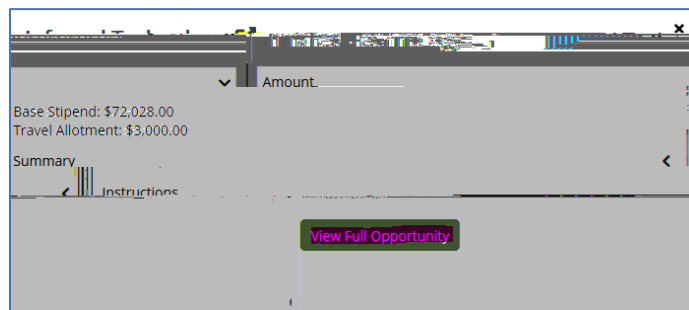 Amount
Base Stipend: $72,028.00
Travel Allotment: $3,000.00
Summary
Instructions
View Full Opportunity